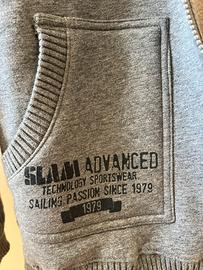 SLAM ADVANCED
TECHNOLOGY SPORTSWEAR
SAILING PASSION SINCE 1979
1979